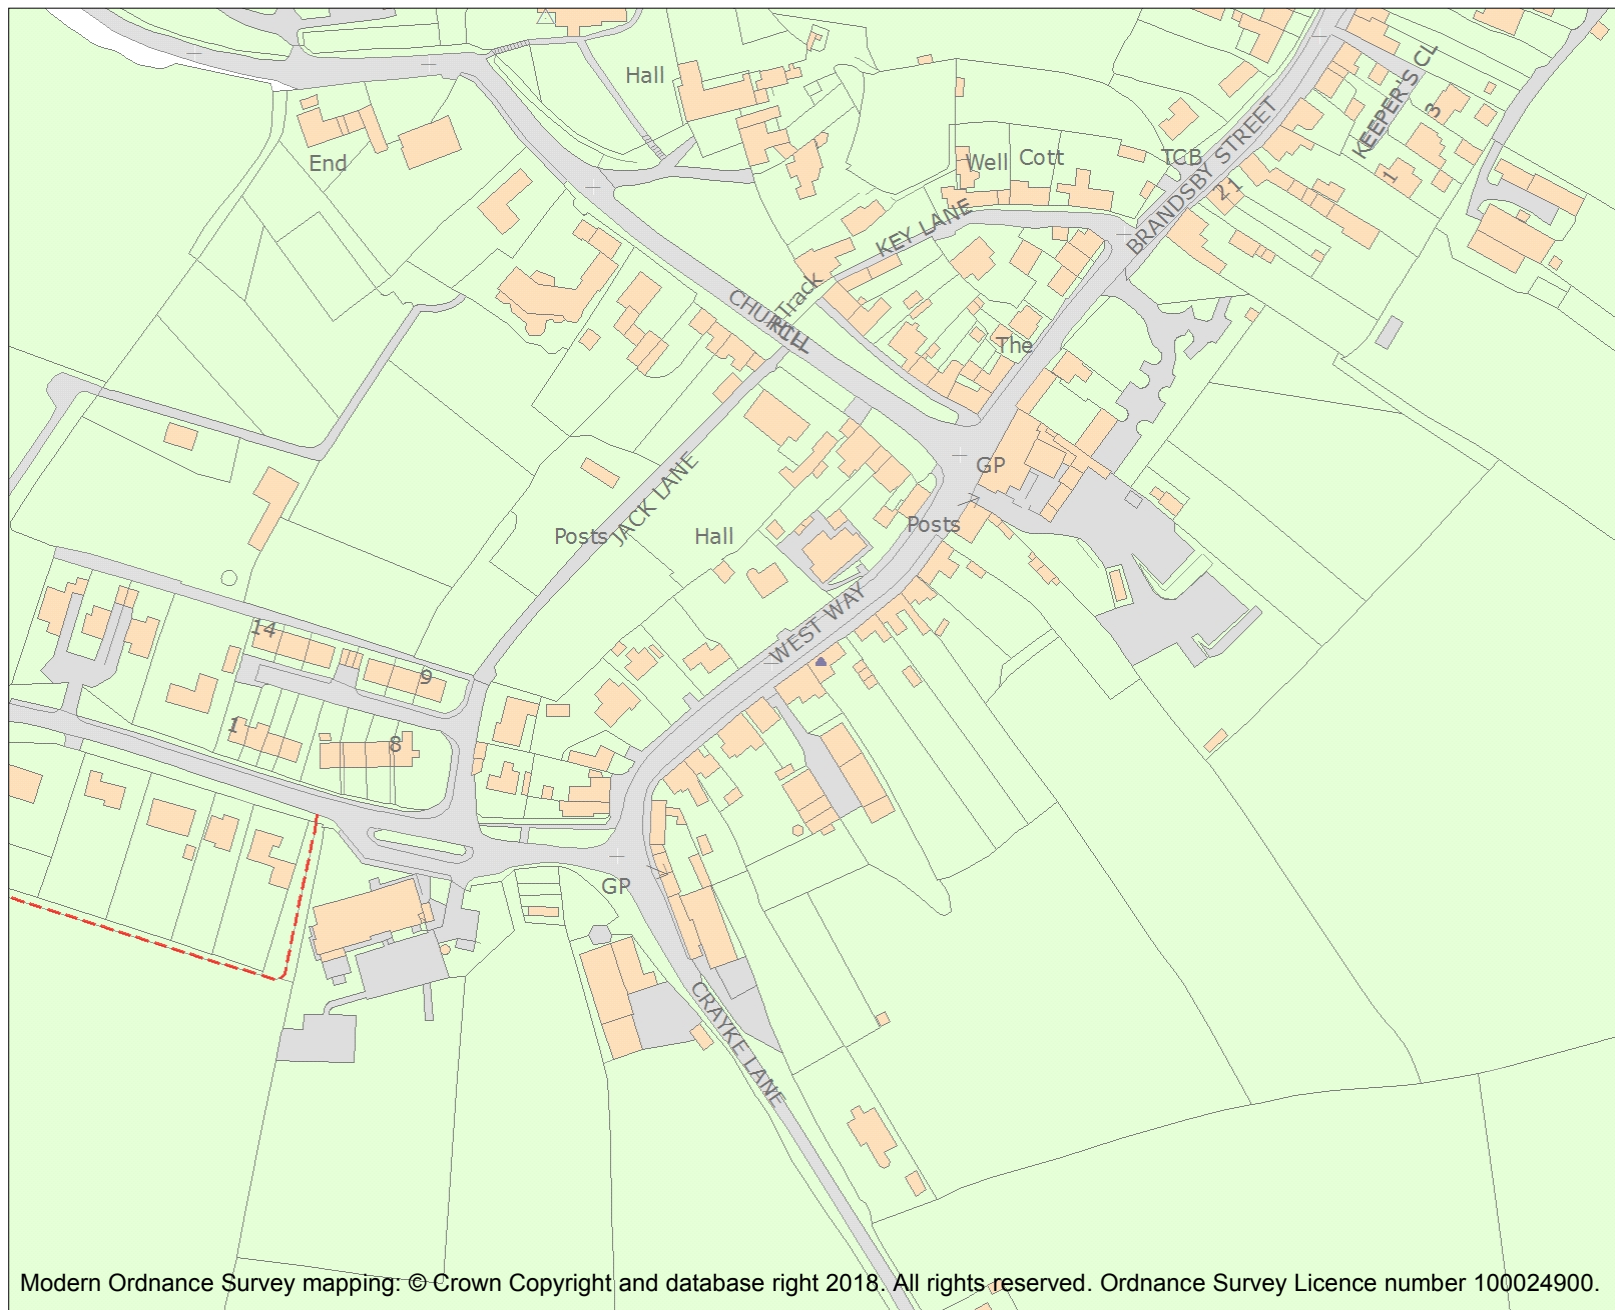 Hall
KEEPER'S CL
3
End
Well
Cott
TCB
BRANDSBY STREET
1
21
KEY LANE
Track
CHURCH
HILL
The
GP
Posts
JACK LANE
Posts
Hall
WEST WAY
14
9
1
8
GP
CRAYKE LANE
Modern Ordnance Survey mapping: © Crown Copyright and database right 2018. All rights reserved. Ordnance Survey Licence number 100024900.